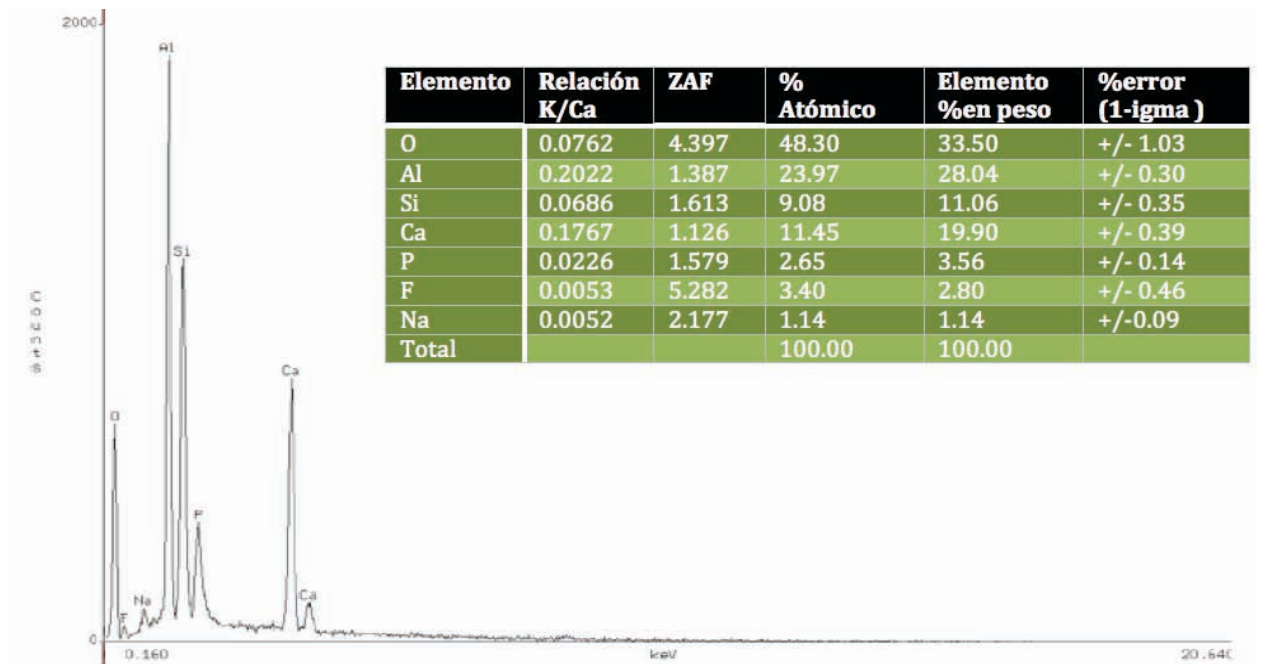 2000
Al
Si
Ca
O
P
Na
F
Ca
Counts
0
0.160 keV 20.640
Elemento Relación K/Ca ZAF % Atómico Elemento %en peso %error (1-igma )
O 0.0762 4.397 48.30 33.50 +/- 1.03
Al 0.2022 1.387 23.97 28.04 +/- 0.30
Si 0.0686 1.613 9.08 11.06 +/- 0.35
Ca 0.1767 1.126 11.45 19.90 +/- 0.39
P 0.0226 1.579 2.65 3.56 +/- 0.14
F 0.0053 5.282 3.40 2.80 +/- 0.46
Na 0.0052 2.177 1.14 1.14 +/-0.09
Total 100.00 100.00